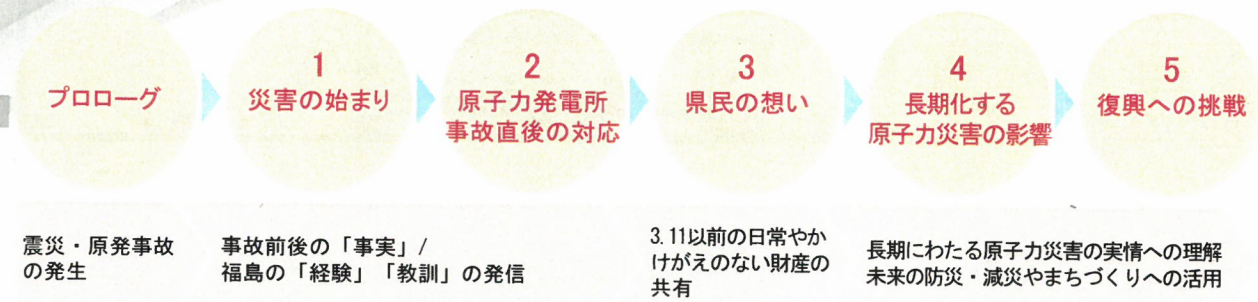 プロローグ
1
災害の始まり
2
原子力発電所
事故直後の対応
3
県民の想い
4
長期化する
原子力災害の影響
5
復興への挑戦
震災・原発事故
の発生
事故前後の「事実」/
福島の「経験」「教訓」の発信
3.11以前の日常やか
けがえのない財産の
共有
長期にわたる原子力災害の実情への理解
未来の防災・減災やまちづくりへの活用